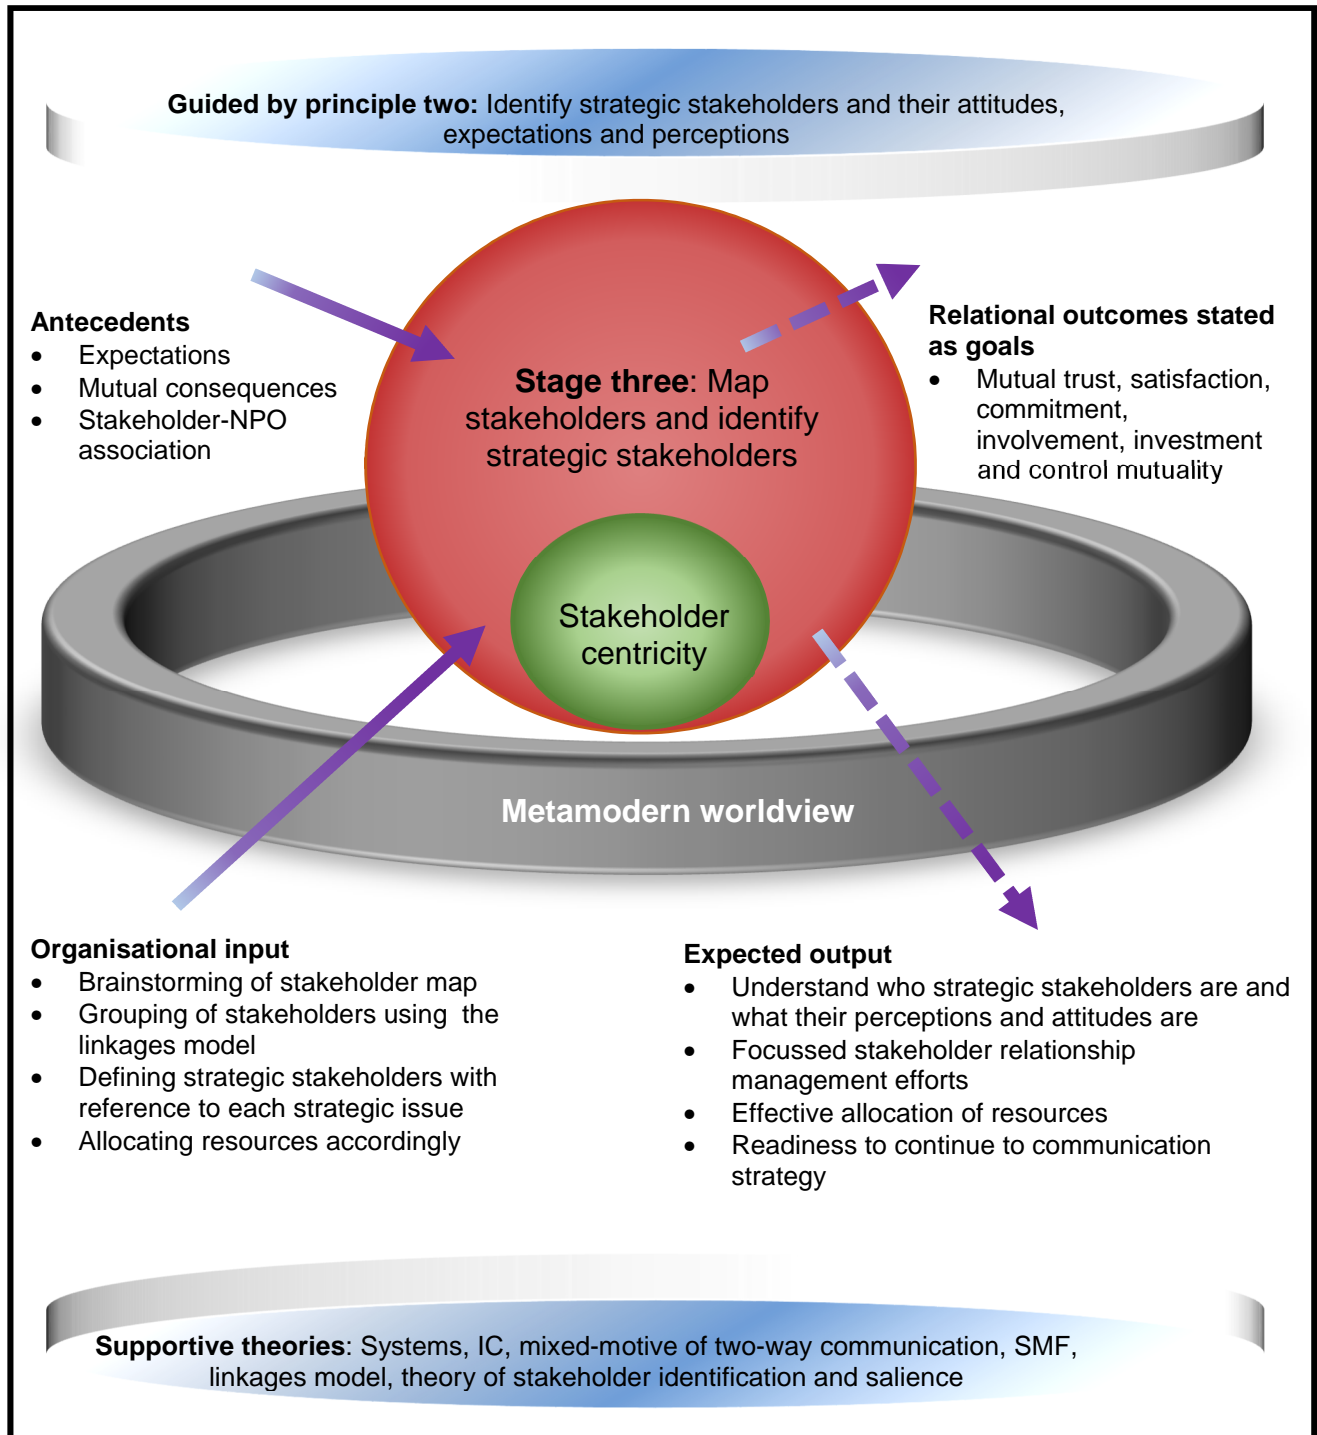 Guided by principle two: Identify strategic stakeholders and their attitudes,
expectations and perceptions
Antecedents
• Expectations
• Mutual consequences
• Stakeholder-NPO
association
Stage three: Map
stakeholders and identify
strategic stakeholders
Relational outcomes stated
as goals
• Mutual trust, satisfaction,
commitment,
involvement, investment
and control mutuality
Stakeholder
centricity
Metamodern worldview
Organisational input
• Brainstorming of stakeholder map
• Grouping of stakeholders using the
linkages model
• Defining strategic stakeholders with
reference to each strategic issue
• Allocating resources accordingly
Expected output
• Understand who strategic stakeholders are and
what their perceptions and attitudes are
• Focussed stakeholder relationship
management efforts
• Effective allocation of resources
• Readiness to continue to communication
strategy
Supportive theories: Systems, IC, mixed-motive of two-way communication, SMF,
linkages model, theory of stakeholder identification and salience